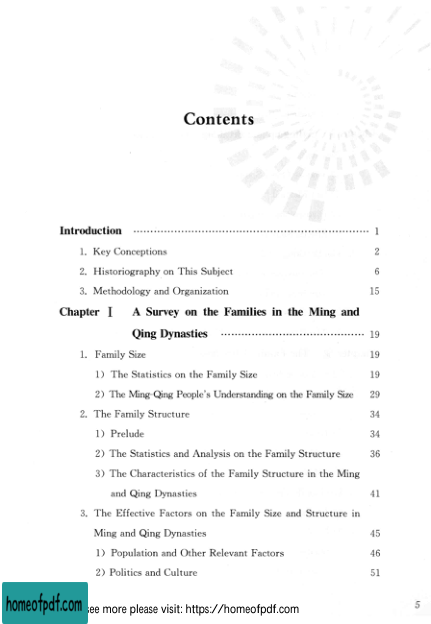 Contents
Introduction ………………………………………………………… 1
1. Key Conceptions 2
2. Historiography on This Subject 6
3. Methodology and Organization 15
Chapter Ⅰ A Survey on the Families in the Ming and
Qing Dynasties ………………………………… 19
1. Family Size 19
1) The Statistics on the Family Size 19
2) The Ming-Qing People's Understanding on the Family Size 29
2. The Family Structure 34
1) Prelude 34
2) The Statistics and Analysis on the Family Structure 36
3) The Characteristics of the Family Structure in the Ming
and Qing Dynasties 41
3. The Effective Factors on the Family Size and Structure in
Ming and Qing Dynasties 45
1) Population and Other Relevant Factors 46
2) Politics and Culture 51
5
homeofpdf.com
see more please visit: https://homeofpdf.com